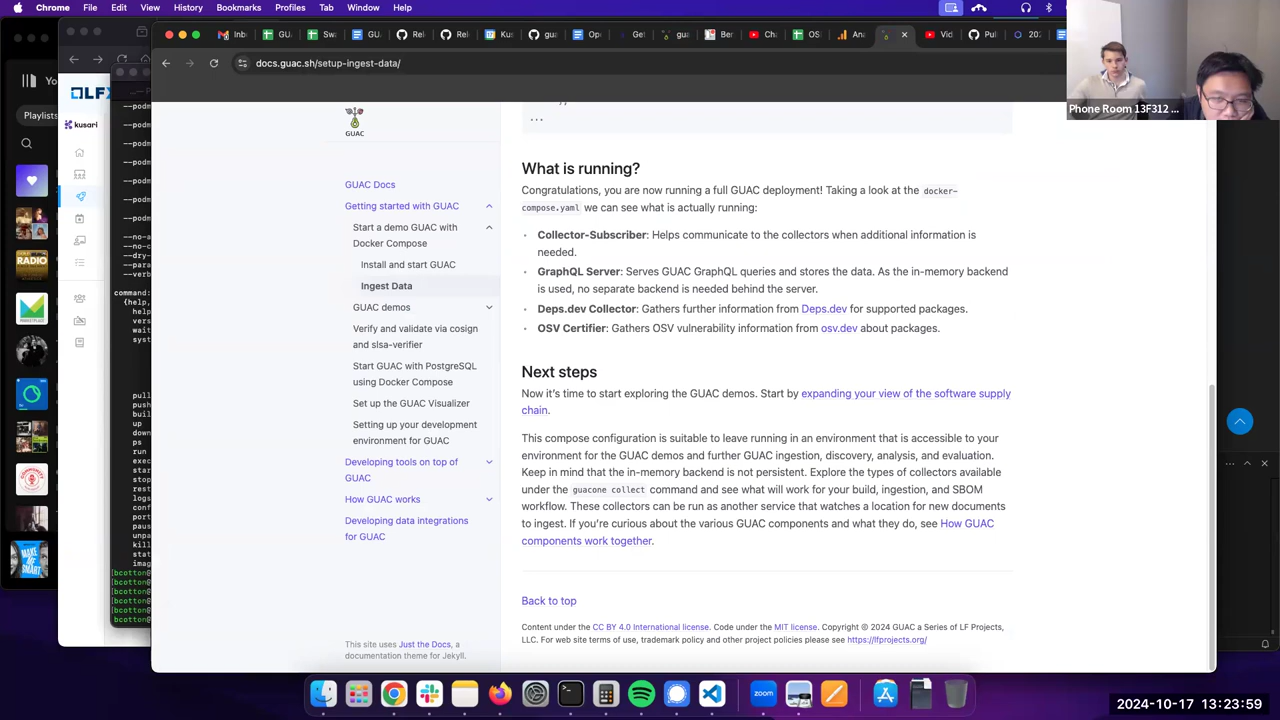 History
Bookmarks
Profiles
Tab
Window
Help
docs.guac.sh/setup-ingest-data/
Phone Room 13F312 ...
Playlists
kusari
GUAC
GUAC Docs
Getting started with GUAC
Start a demo GUAC with
Docker Compose
Install and start GUAC
Ingest Data
GUAC demos
Verify and validate via cosign
and slsa-verifier
Start GUAC with PostgreSQL
using Docker Compose
Set up the GUAC Visualizer
Setting up your development
environment for GUAC
Developing tools on top of
GUAC
How GUAC works
Developing data integrations
for GUAC
This site uses Just the Docs, a
documentation theme for Jekyll.
...
What is running?
Congratulations, you are now running a full GUAC deployment! Taking a look at the docker-
compose.yaml we can see what is actually running:
• Collector-Subscriber: Helps communicate to the collectors when additional information is
needed.
• GraphQL Server: Serves GUAC GraphQL queries and stores the data. As the in-memory backend
is used, no separate backend is needed behind the server.
• Deps.dev Collector: Gathers further information from Deps.dev for supported packages.
• OSV Certifier: Gathers OSV vulnerability information from osv.dev about packages.
Next steps
Now it's time to start exploring the GUAC demos. Start by expanding your view of the software supply
chain.
This compose configuration is suitable to leave running in an environment that is accessible to your
environment for the GUAC demos and further GUAC ingestion, discovery, analysis, and evaluation.
Keep in mind that the in-memory backend is not persistent. Explore the types of collectors available
under the guacone collect command and see what will work for your build, ingestion, and SBOM
workflow. These collectors can be run as another service that watches a location for new documents
to ingest. If you're curious about the various GUAC components and what they do, see How GUAC
components work together.
Back to top
Content under the CC BY 4.0 International license. Code under the MIT license. Copyright © 2024 GUAC a Series of LF Projects,
LLC. For web site terms of use, trademark policy and other project policies please see https://lfprojects.org/
zoom
2024-10-17 13:23:59